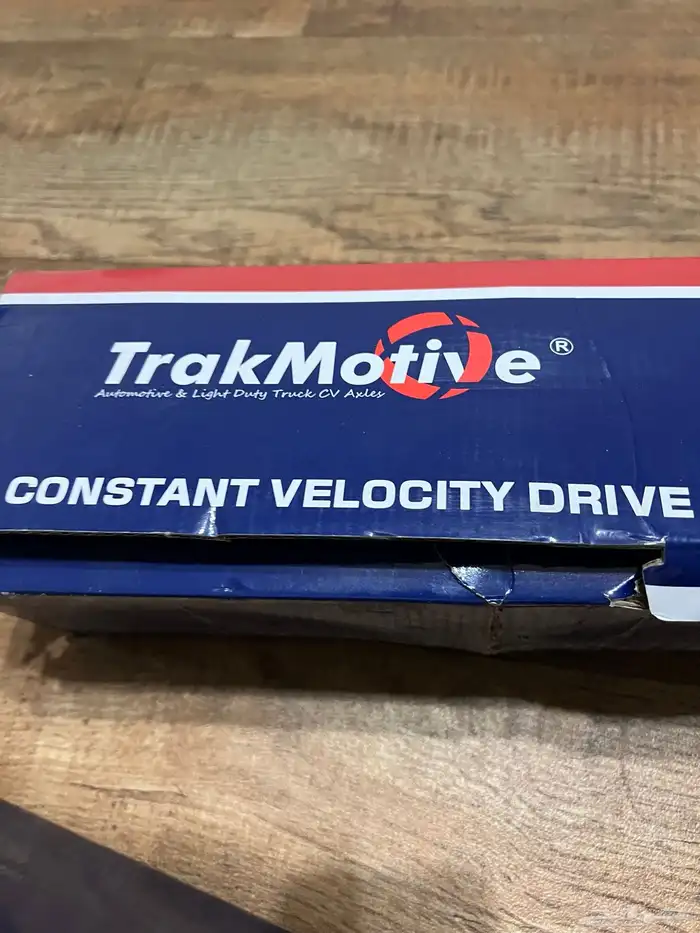 TrakMotive®
Automotive & Light Duty Truck CV Axles
CONSTANT VELOCITY DRIVE